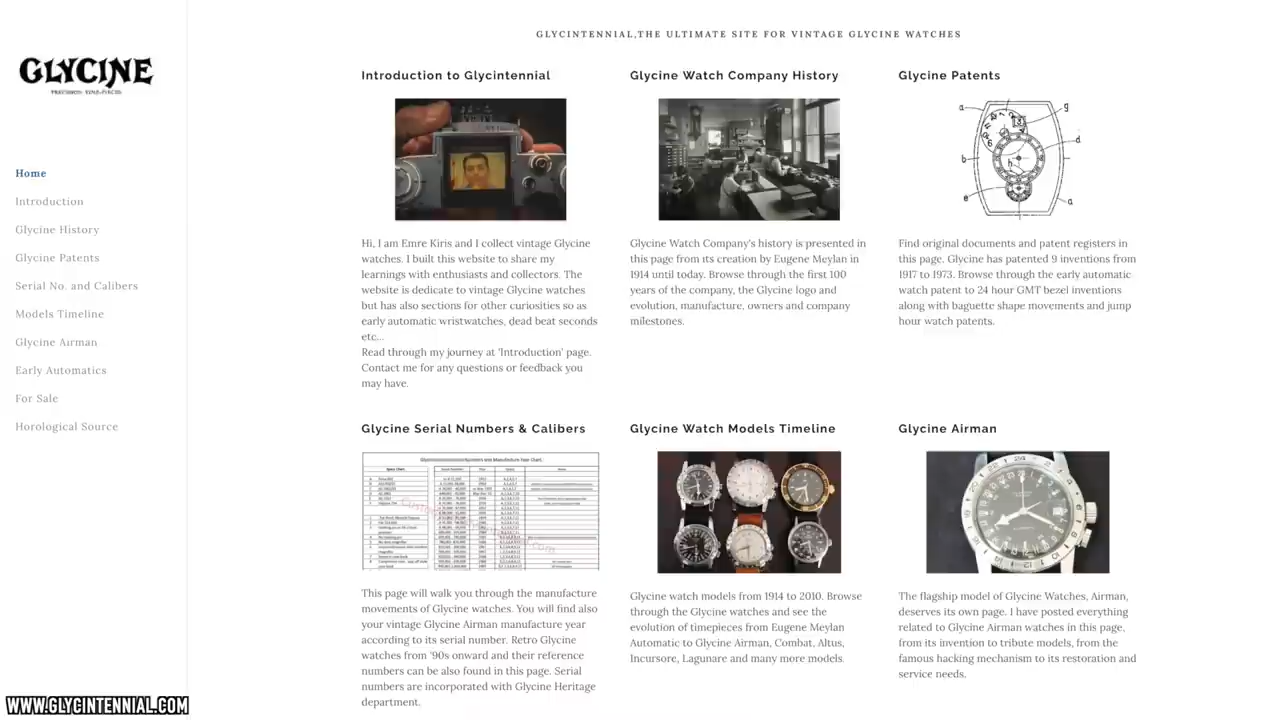 GLYCINTENNIAL,THE ULTIMATE SITE FOR VINTAGE GLYCINE WATCHES
GLYCINE
Home
Introduction
Glycine History
Glycine Patents
Serial No. and Calibers
Models Timeline
Glycine Airman
Early Automatics
For Sale
Horological Source
Introduction to Glycintennial
Hi, I am Emre Kiris and I collect vintage Glycine
watches. I built this website to share my
learnings with enthusiasts and collectors. The
website is dedicate to vintage Glycine watches
but has also sections for other curiosities so as
early automatic wristwatches, dead beat seconds
etc...
Read through my journey at 'Introduction' page.
Contact me for any questions or feedback you
may have.
Glycine Watch Company History
Glycine Watch Company's history is presented in
this page from its creation by Eugene Meylan in
1914 until today. Browse through the first 100
years of the company, the Glycine logo and
evolution, manufacture, owners and company
milestones.
Glycine Patents
a
g
b
d
h
e
a
Find original documents and patent registers in
this page. Glycine has patented 9 inventions from
1917 to 1973. Browse through the early automatic
watch patent to 24 hour GMT bezel inventions
along with baguette shape movements and jump
hour watch patents.
Glycine Serial Numbers & Calibers
This page will walk you through the manufacture
movements of Glycine watches. You will find also
your vintage Glycine Airman manufacture year
according to its serial number. Retro Glycine
watches from '90s onward and their reference
numbers can be also found in this page. Serial
numbers are incorporated with Glycine Heritage
department.
Glycine Watch Models Timeline
Glycine watch models from 1914 to 2010. Browse
through the Glycine watches and see the
evolution of timepieces from Eugene Meylan
Automatic to Glycine Airman, Combat, Altus,
Incursore, Lagunare and many more models.
Glycine Airman
The flagship model of Glycine Watches, Airman,
deserves its own page. I have posted everything
related to Glycine Airman watches in this page,
from its invention to tribute models, from the
famous hacking mechanism to its restoration and
service needs.
WWW.GLYCINTENNIAL.COM